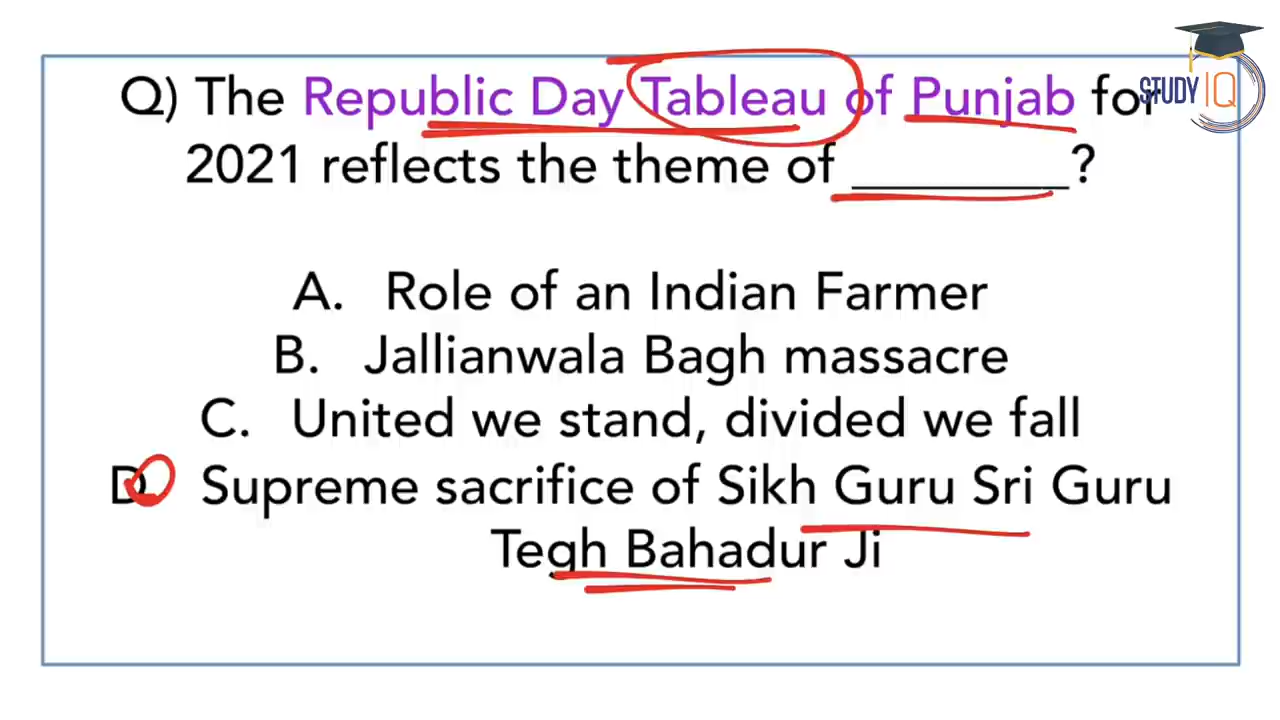 STUDY IQ
Q) The Republic Day Tableau of Punjab for
2021 reflects the theme of ________?
A. Role of an Indian Farmer
B. Jallianwala Bagh massacre
C. United we stand, divided we fall
D. Supreme sacrifice of Sikh Guru Sri Guru
Tegh Bahadur Ji